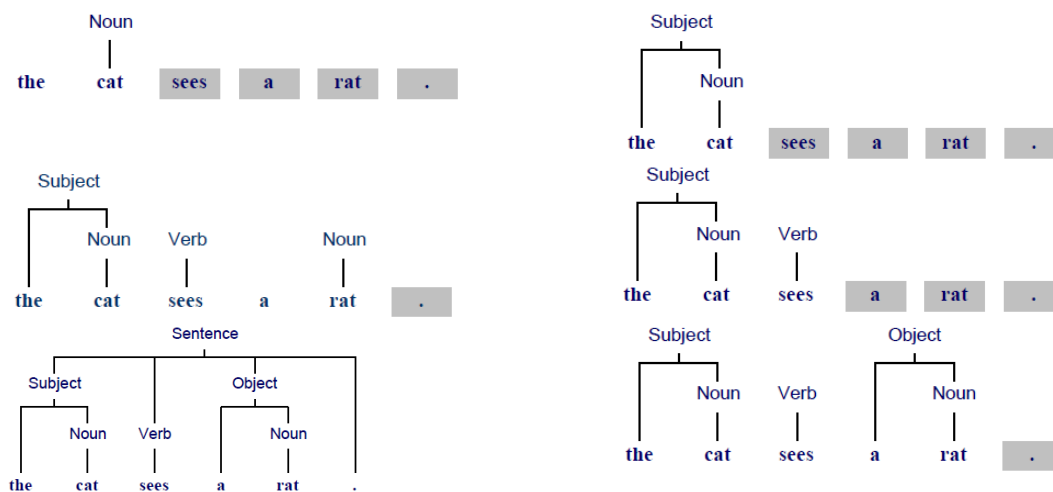 Noun
the cat sees a rat .
Subject
Noun
the cat sees a rat .
Subject
Noun Verb Noun
the cat sees a rat .
Subject
Noun Verb
the cat sees a rat .
Sentence
Subject Object
Noun Verb Noun
the cat sees a rat .
Subject Object
Noun Verb Noun
the cat sees a rat .